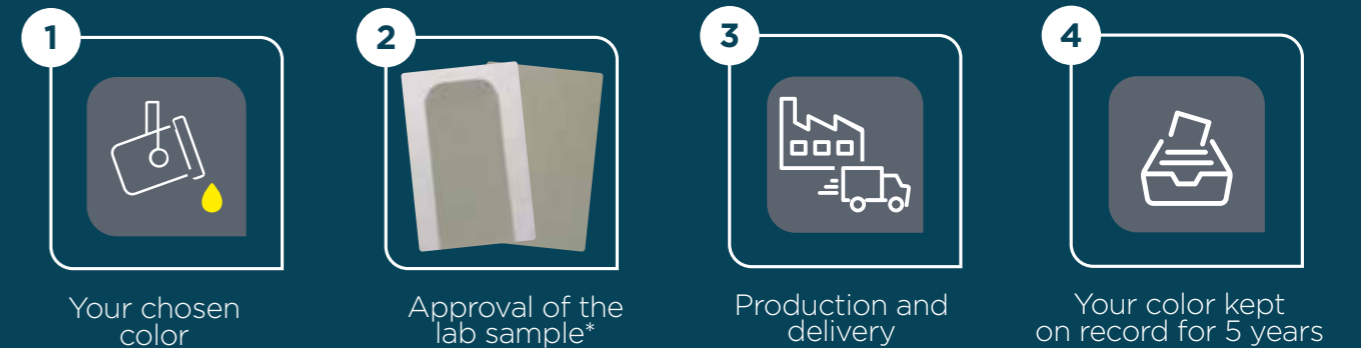 1
Your chosen
color
2
Approval of the
lab sample*
3
Production and
delivery
4
Your color kept
on record for 5 years